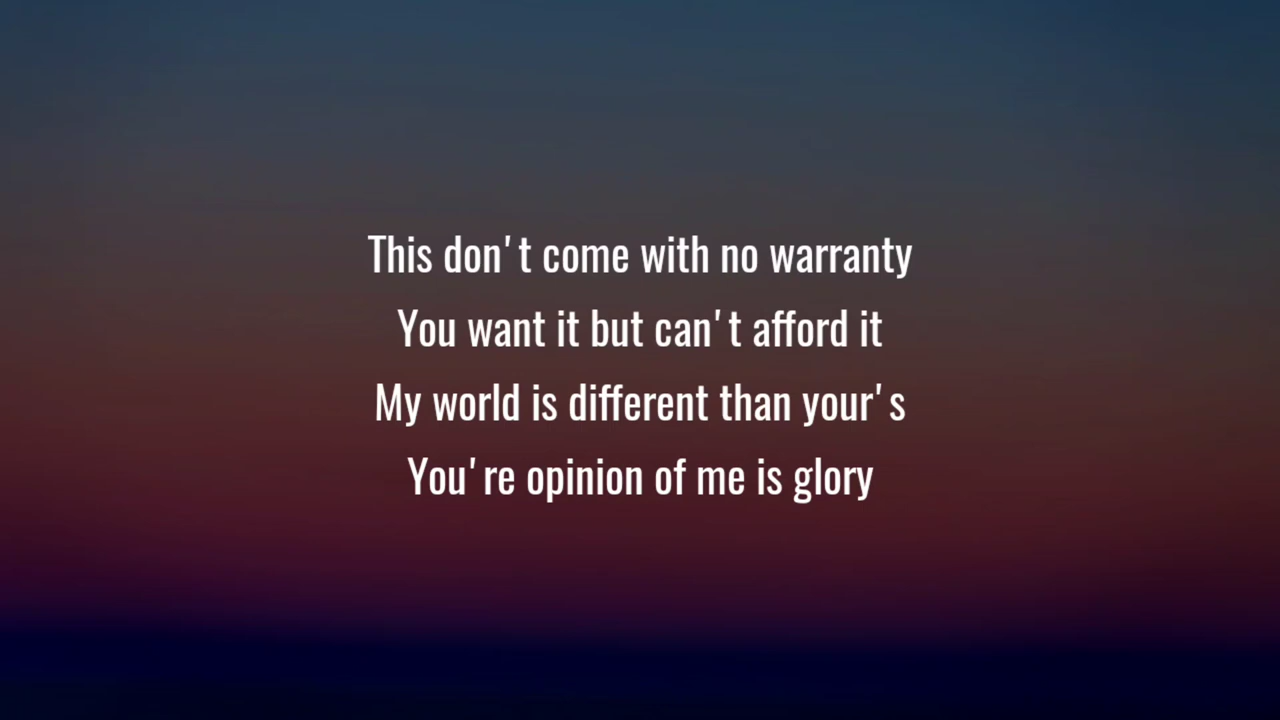 This don't come with no warranty
You want it but can't afford it
My world is different than your's
You're opinion of me is glory